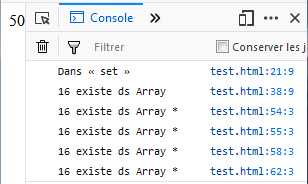 50
Console
Filtrer
Conserver les j
Dans « set » test.html:21:9
16 existe ds Array test.html:38:9
16 existe ds Array * test.html:54:3
16 existe ds Array * test.html:55:3
16 existe ds Array * test.html:58:3
16 existe ds Array * test.html:62:3